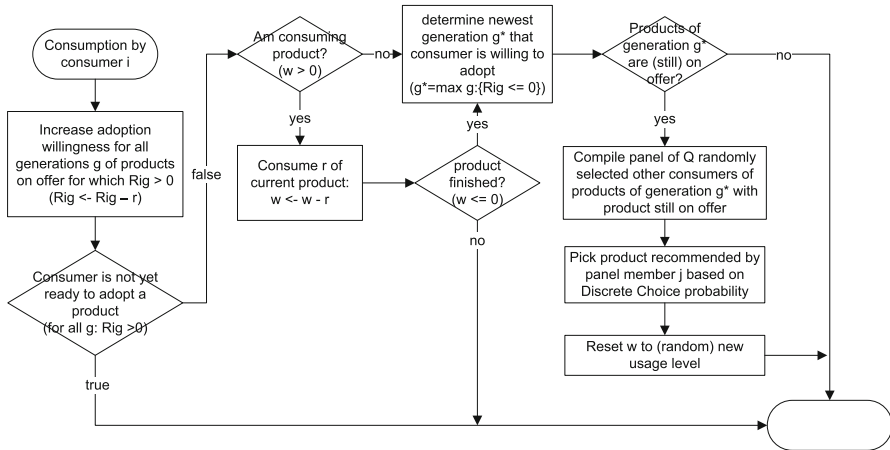 Consumption by
consumer i
Increase adoption
willingness for all
generations g of products
on offer for which Rig > 0
(Rig <- Rig – r)
Consumer is not yet
ready to adopt a
product
(for all g: Rig >0)
true
false
Am consuming
product?
(w > 0)
no
yes
Consume r of
current product:
w <- w - r
product
finished?
(w <= 0)
yes
no
determine newest
generation g* that
consumer is willing to
adopt
(g*=max g:{Rig <= 0})
Products of
generation g*
are (still) on
offer?
no
yes
Compile panel of Q randomly
selected other consumers of
products of generation g* with
product still on offer
Pick product recommended by
panel member j based on
Discrete Choice probability
Reset w to (random) new
usage level